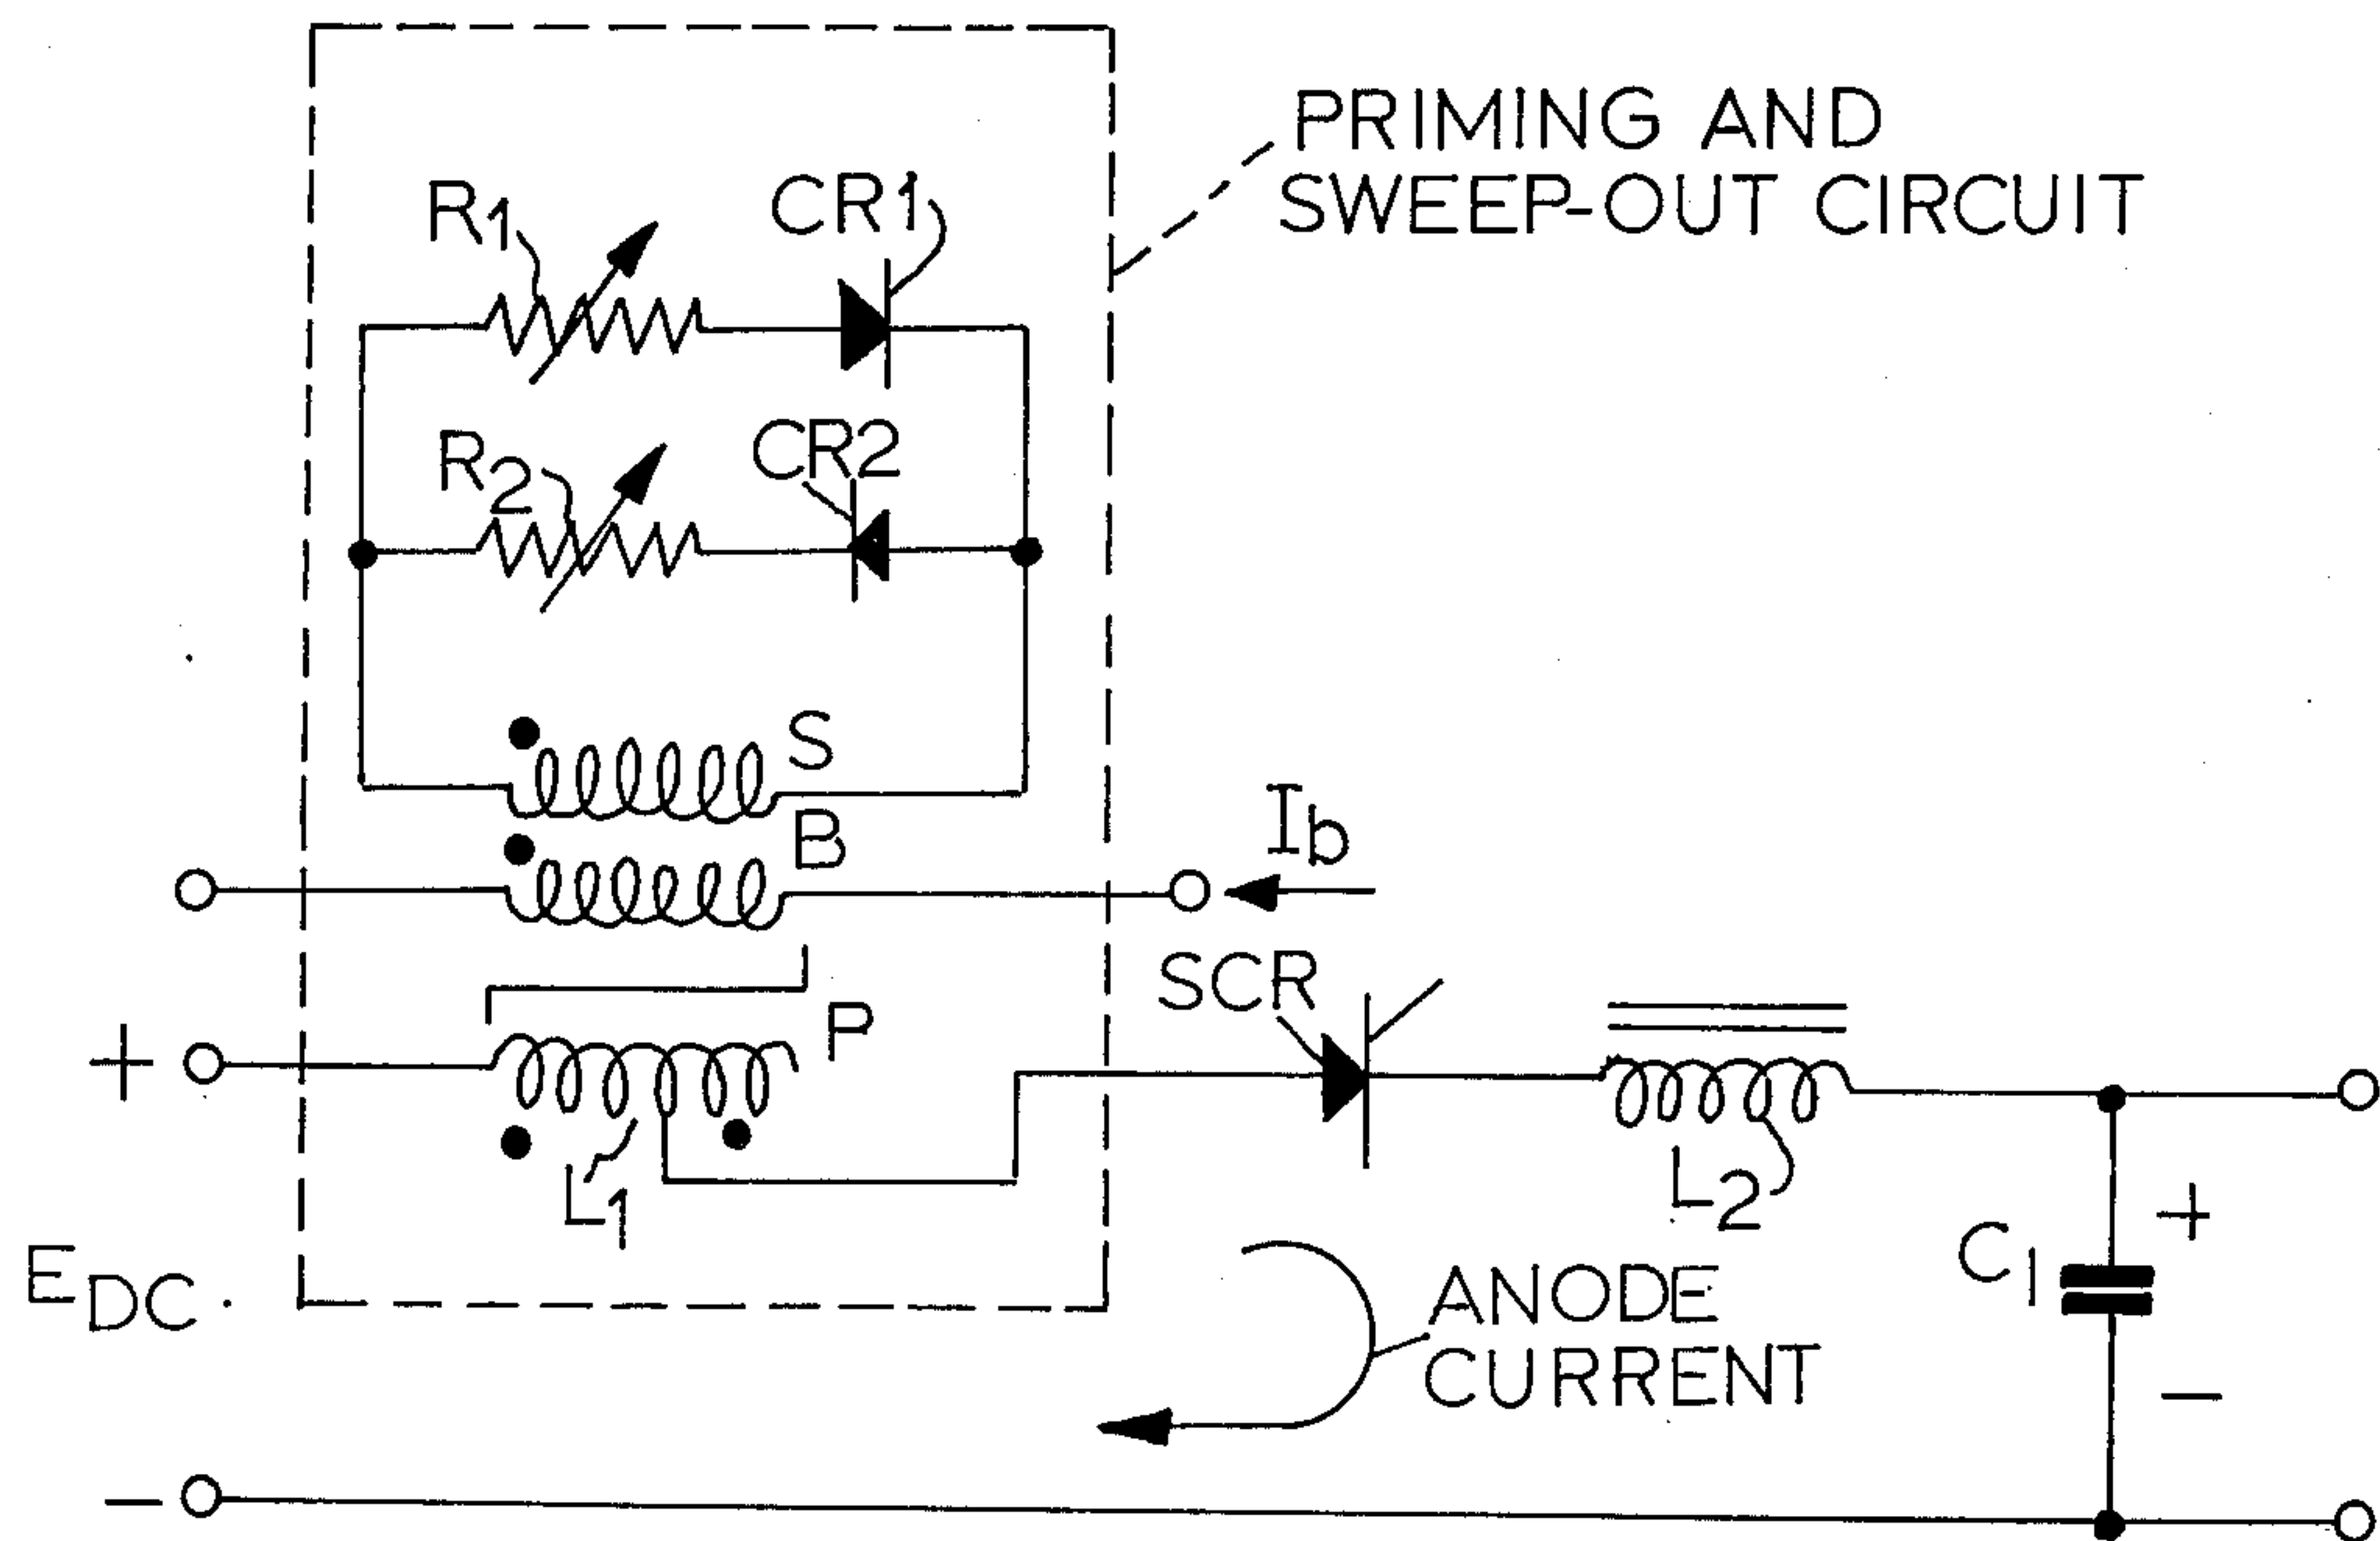 PRIMING AND
SWEEP-OUT CIRCUIT
R1
CR1
R2
CR2
S
B
Ib
SCR
P
+
L1
L2
EDC
C1
+
ANODE
CURRENT
−
−